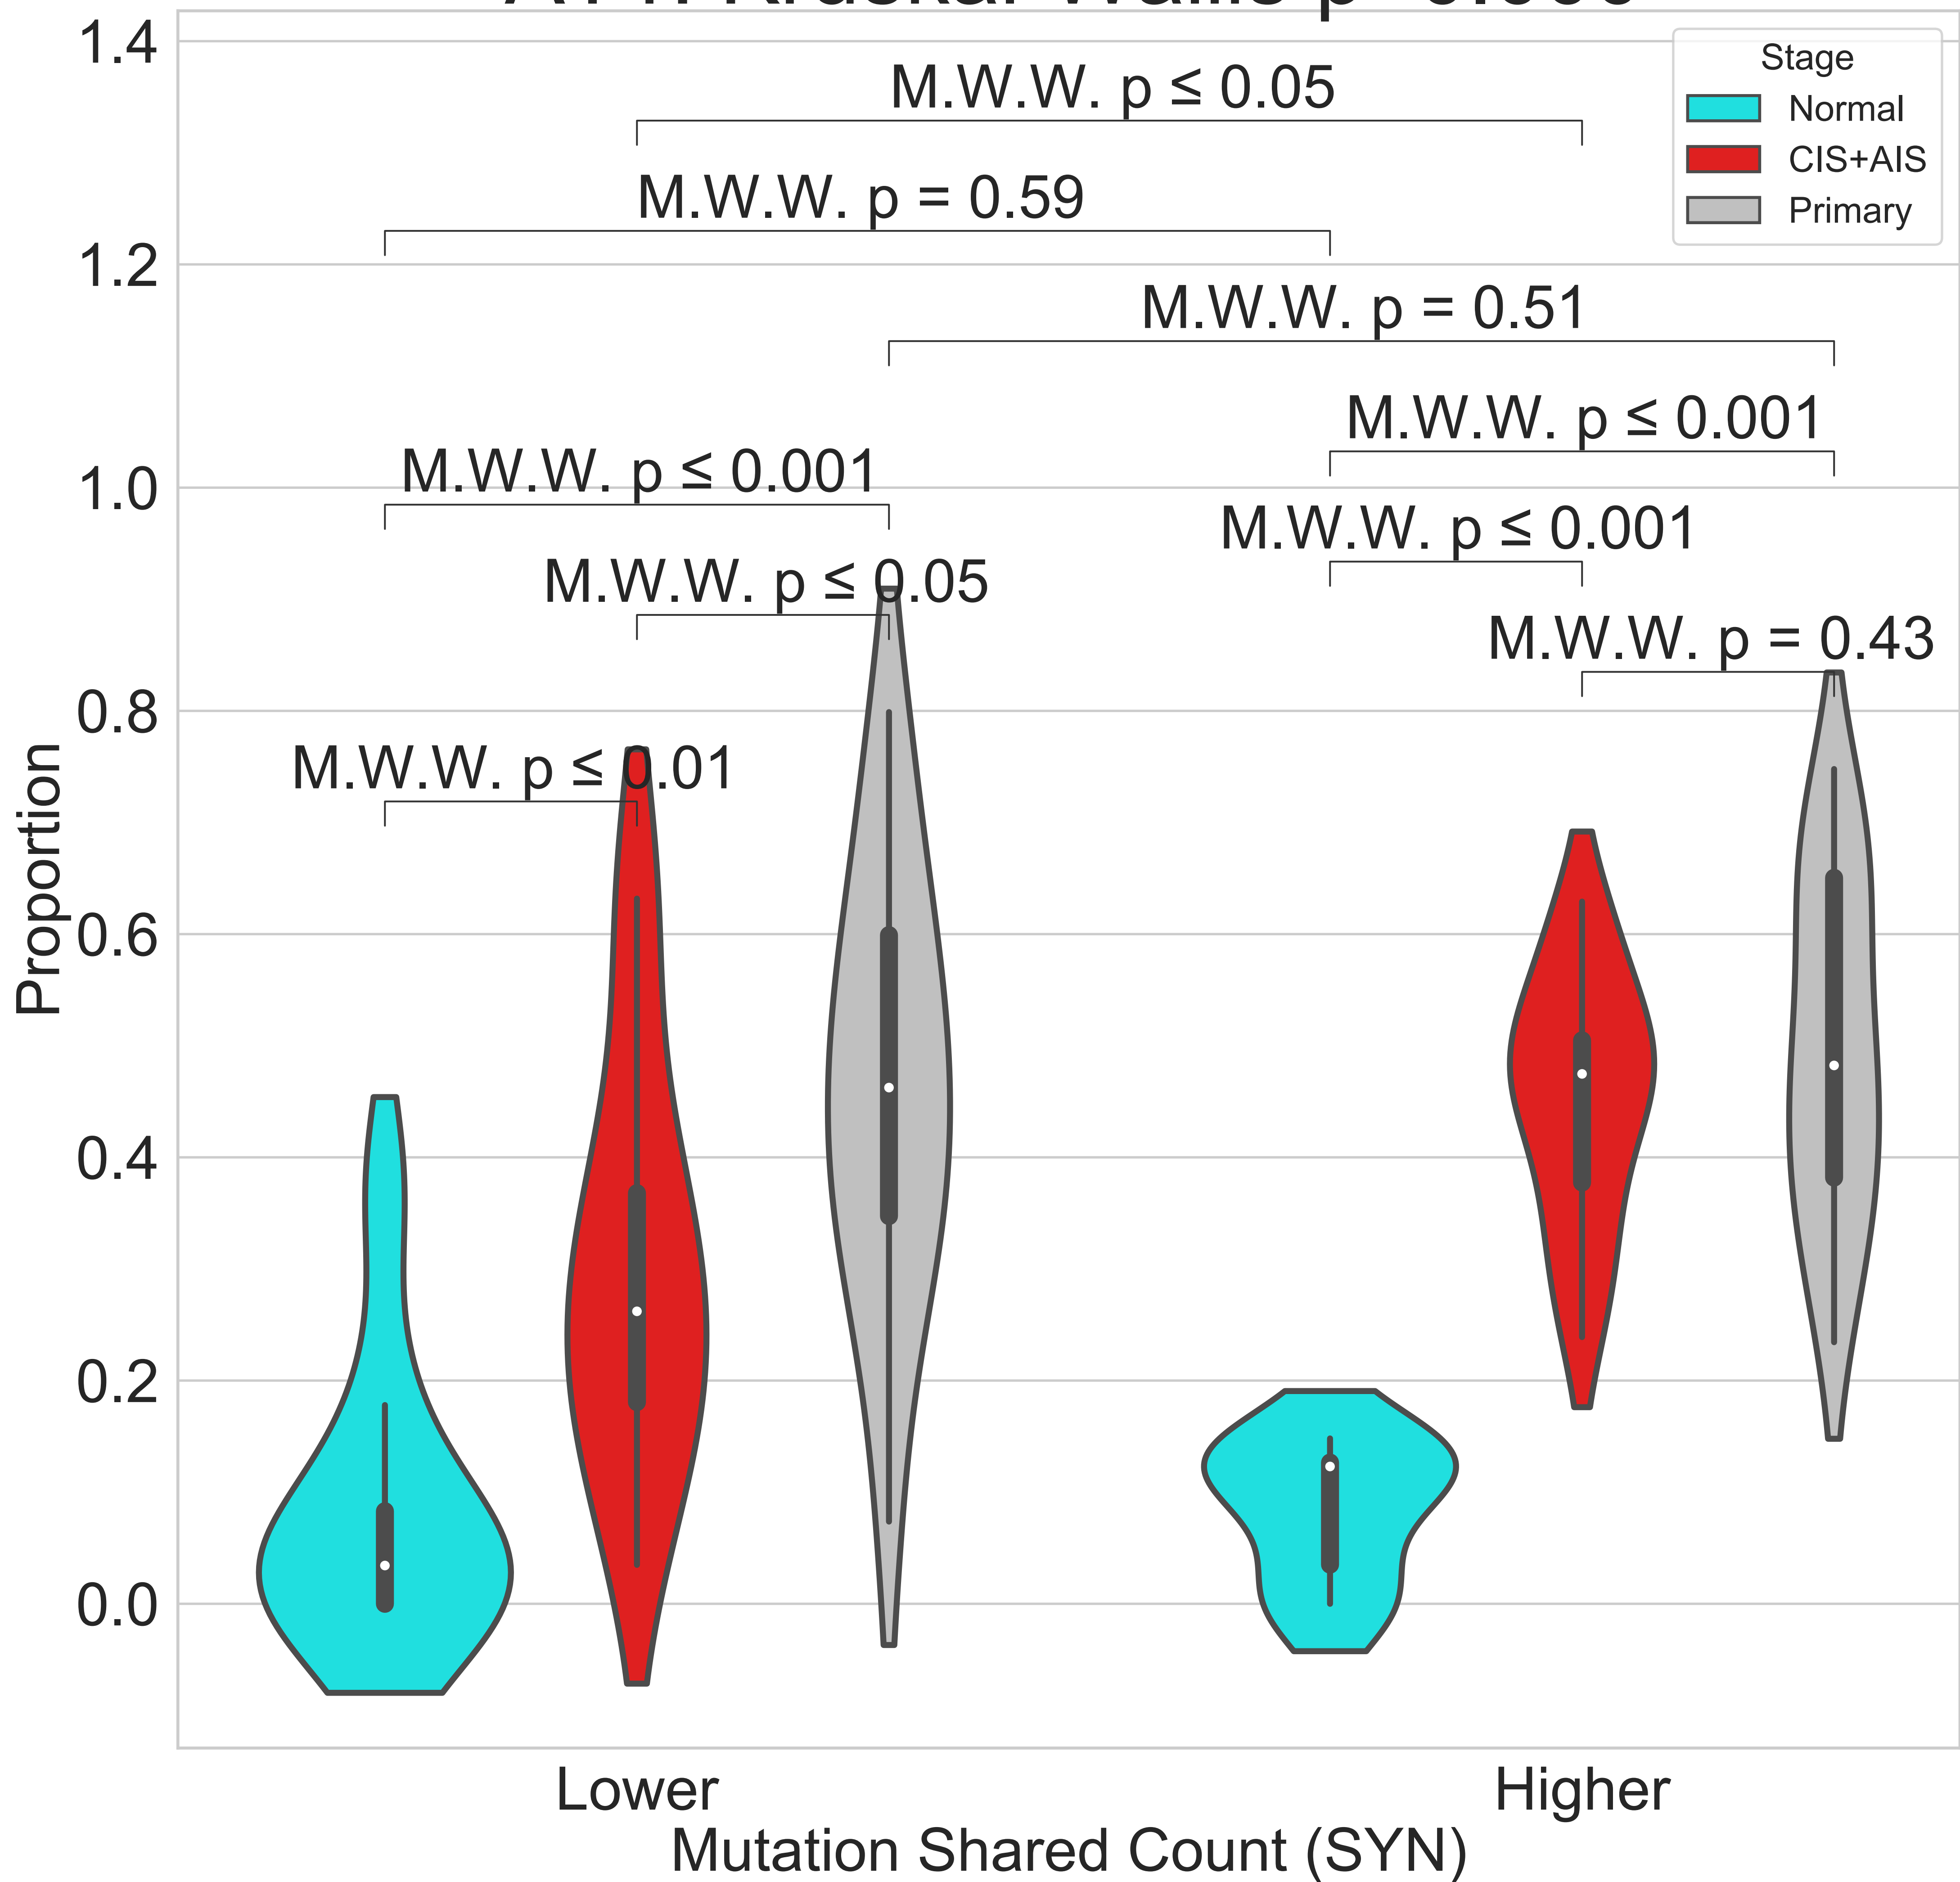 1.4
1.2
1.0
0.8
0.6
0.4
0.2
0.0
Proportion
Stage
Normal
CIS+AIS
Primary
M.W.W. p ≤ 0.05
M.W.W. p = 0.59
M.W.W. p = 0.51
M.W.W. p ≤ 0.001
M.W.W. p ≤ 0.001
M.W.W. p ≤ 0.001
M.W.W. p ≤ 0.05
M.W.W. p = 0.43
M.W.W. p ≤ 0.01
Lower
Higher
Mutation Shared Count (SYN)